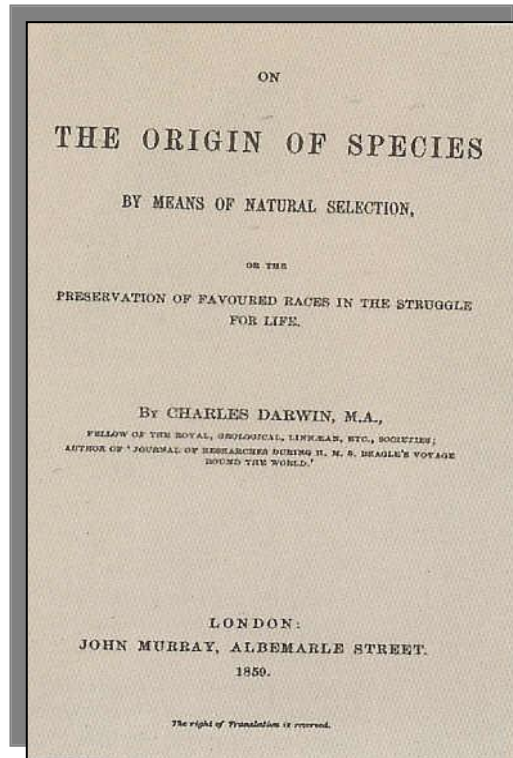 ON
THE ORIGIN OF SPECIES
BY MEANS OF NATURAL SELECTION,
OR THE
PRESERVATION OF FAVOURED RACES IN THE STRUGGLE
FOR LIFE.
BY CHARLES DARWIN, M.A.,
FELLOW OF THE ROYAL, GEOLOGICAL, LINNÆAN, ETC., SOCIETIES;
AUTHOR OF 'JOURNAL OF RESEARCHES DURING H. M. S. BEAGLE'S VOYAGE
ROUND THE WORLD.'
LONDON:
JOHN MURRAY, ALBEMARLE STREET.
1859.
The right of Translation is reserved.